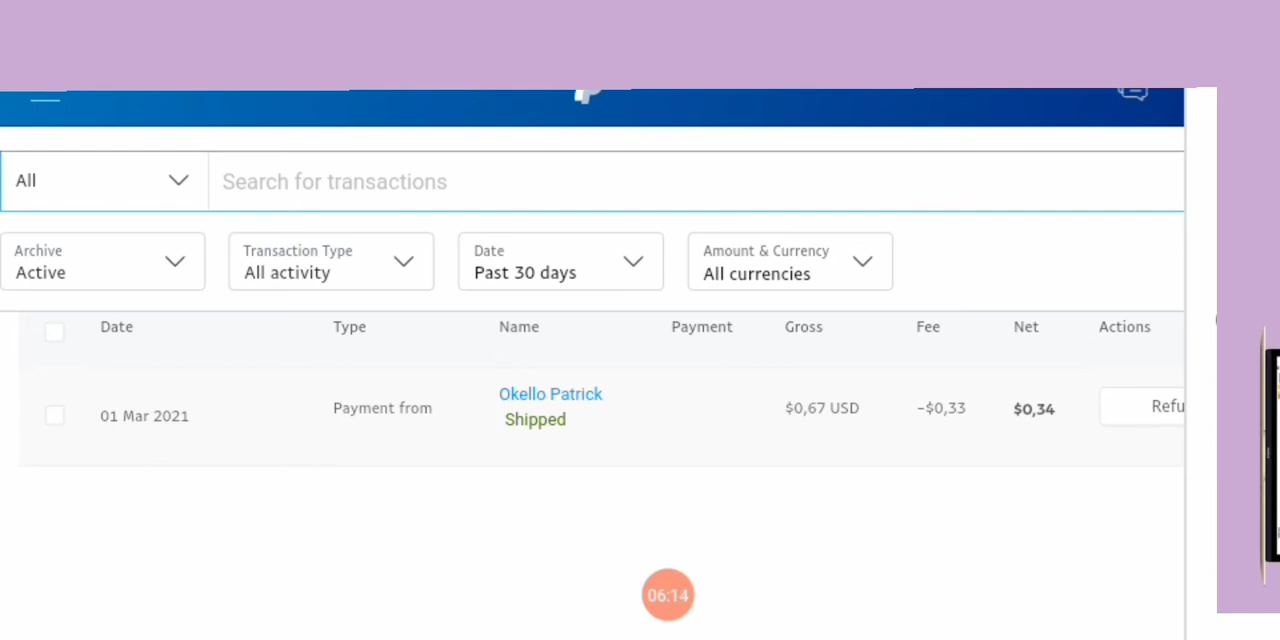 All
Search for transactions
Archive
Active
Transaction Type
All activity
Date
Past 30 days
Amount & Currency
All currencies
Date Type Name Payment Gross Fee Net Actions
01 Mar 2021 Payment from Okello Patrick $0,67 USD -$0,33 $0,34 Refu
Shipped
06:14